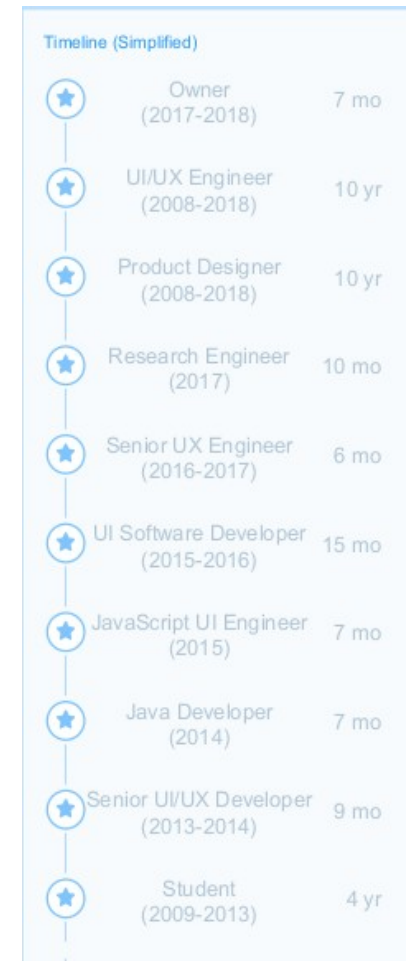 Timeline (Simplified)
Owner
(2017-2018)
7 mo
UI/UX Engineer
(2008-2018)
10 yr
Product Designer
(2008-2018)
10 yr
Research Engineer
(2017)
10 mo
Senior UX Engineer
(2016-2017)
6 mo
UI Software Developer
(2015-2016)
15 mo
JavaScript UI Engineer
(2015)
7 mo
Java Developer
(2014)
7 mo
Senior UI/UX Developer
(2013-2014)
9 mo
Student
(2009-2013)
4 yr